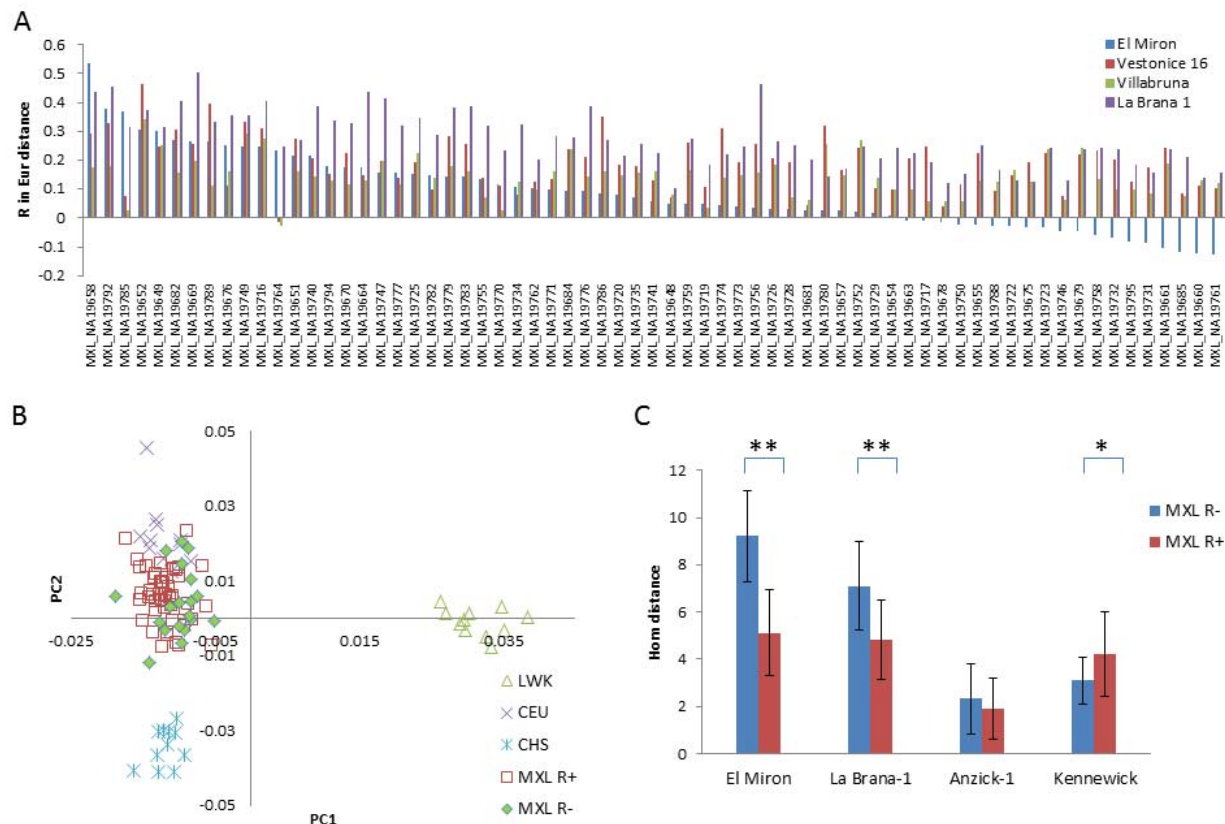 A
R in Eur distance
0.6
0.5
0.4
0.3
0.2
0.1
0
-0.1
-0.2
El Miron
Vestonice 16
Villabruna
La Brana 1
MXL_NA19658
MXL_NA19792
MXL_NA19785
MXL_NA19652
MXL_NA19649
MXL_NA19682
MXL_NA19669
MXL_NA19789
MXL_NA19676
MXL_NA19749
MXL_NA19716
MXL_NA19764
MXL_NA19651
MXL_NA19740
MXL_NA19794
MXL_NA19670
MXL_NA19664
MXL_NA19747
MXL_NA19777
MXL_NA19725
MXL_NA19782
MXL_NA19779
MXL_NA19783
MXL_NA19755
MXL_NA19770
MXL_NA19734
MXL_NA19762
MXL_NA19771
MXL_NA19684
MXL_NA19776
MXL_NA19786
MXL_NA19720
MXL_NA19735
MXL_NA19741
MXL_NA19648
MXL_NA19759
MXL_NA19719
MXL_NA19774
MXL_NA19773
MXL_NA19756
MXL_NA19726
MXL_NA19728
MXL_NA19681
MXL_NA19780
MXL_NA19657
MXL_NA19752
MXL_NA19729
MXL_NA19654
MXL_NA19663
MXL_NA19717
MXL_NA19678
MXL_NA19750
MXL_NA19655
MXL_NA19788
MXL_NA19722
MXL_NA19675
MXL_NA19723
MXL_NA19746
MXL_NA19679
MXL_NA19758
MXL_NA19732
MXL_NA19795
MXL_NA19731
MXL_NA19661
MXL_NA19685
MXL_NA19660
MXL_NA19761
B
0.05
0.03
0.01
-0.01
-0.03
-0.05
PC2
-0.025
-0.005
0.015
0.035
PC1
LWK
CEU
CHS
MXL R+
MXL R-
C
** ** *
Hom distance
12
10
8
6
4
2
0
El Miron La Brana-1 Anzick-1 Kennewick
MXL R-
MXL R+